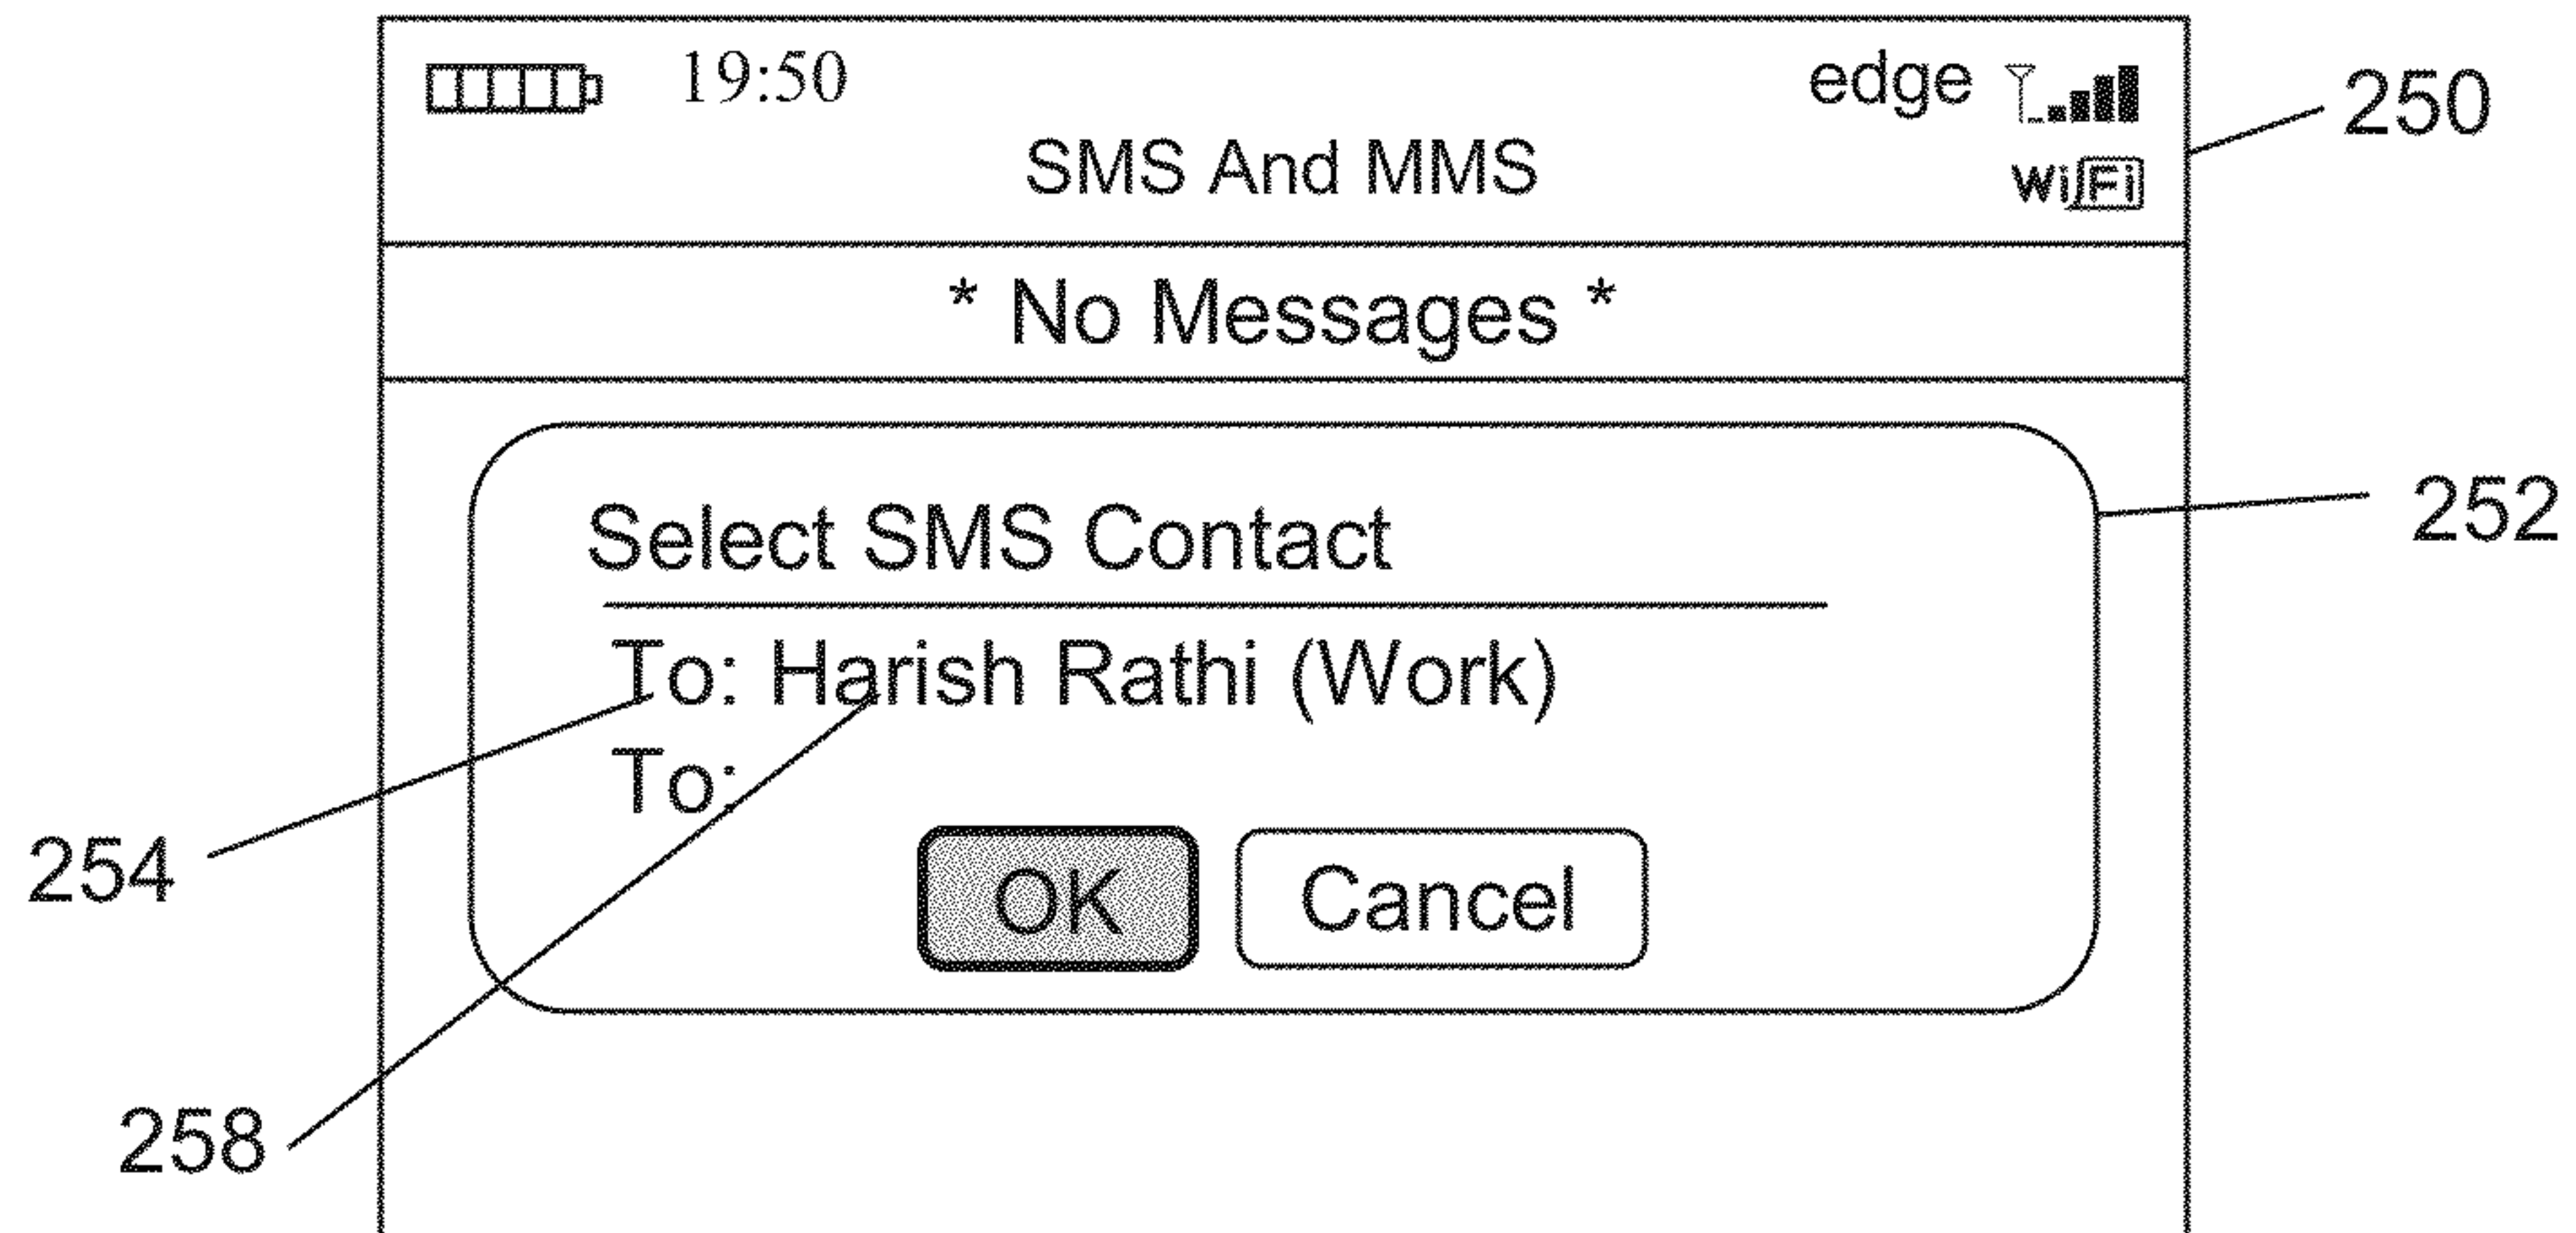 19:50 edge
250
SMS And MMS
WiFi
* No Messages *
Select SMS Contact
252
To: Harish Rathi (Work)
To:
254
OK Cancel
258